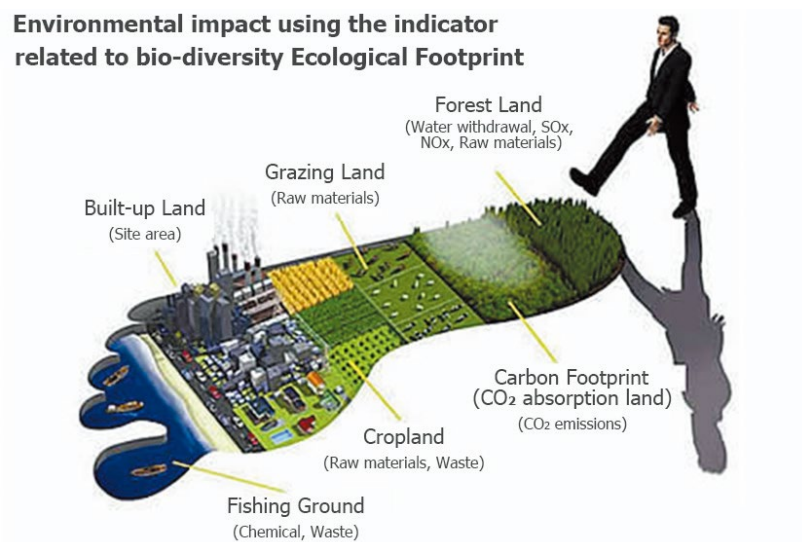 Environmental impact using the indicator
related to bio-diversity Ecological Footprint
Forest Land
(Water withdrawal, SOx,
NOx, Raw materials)
Grazing Land
(Raw materials)
Built-up Land
(Site area)
Carbon Footprint
(CO₂ absorption land)
(CO₂ emissions)
Cropland
(Raw materials, Waste)
Fishing Ground
(Chemical, Waste)